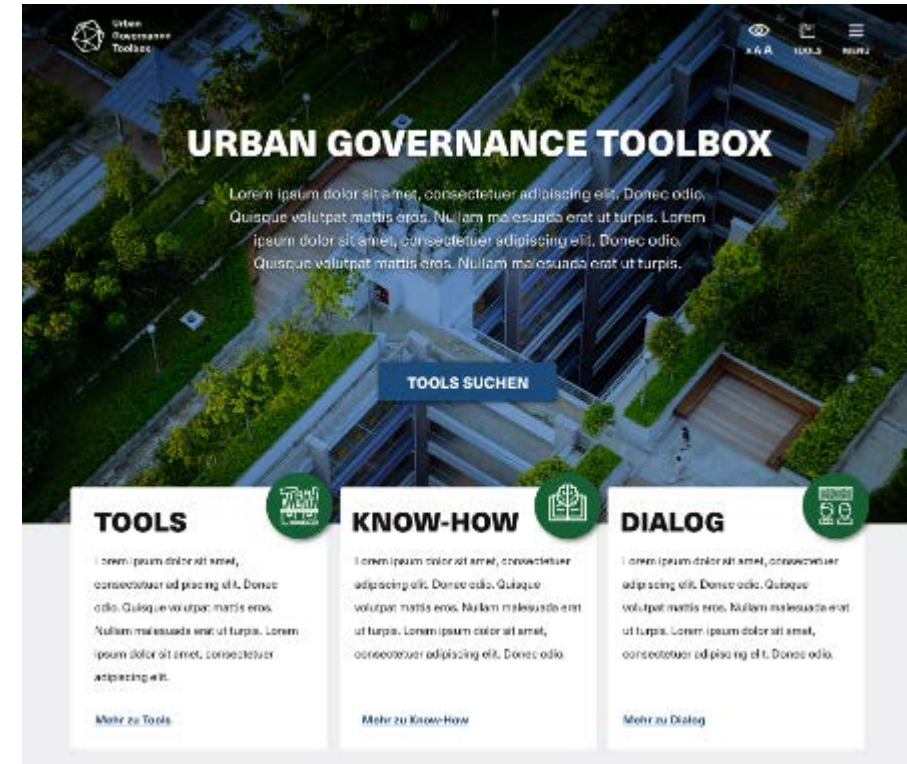 Urban
Governance
Toolbox
A A A
TOOLS
MENÜ
URBAN GOVERNANCE TOOLBOX
Lorem ipsum dolor sit amet, consectetuer adipiscing elit. Donec odio.
Quisque volutpat mattis eros. Nullam malesuada erat ut turpis. Lorem
ipsum dolor sit amet, consectetuer adipiscing elit. Donec odio.
Quisque volutpat mattis eros. Nullam malesuada erat ut turpis.
TOOLS SUCHEN
TOOLS
Lorem ipsum dolor sit amet,
consectetuer adipiscing elit. Donec
odio. Quisque volutpat mattis eros.
Nullam malesuada erat ut turpis. Lorem
ipsum dolor sit amet, consectetuer
adipiscing elit.
Mehr zu Tools
KNOW-HOW
Lorem ipsum dolor sit amet, consectetuer
adipiscing elit. Donec odio. Quisque
volutpat mattis eros. Nullam malesuada erat
ut turpis. Lorem ipsum dolor sit amet,
consectetuer adipiscing elit. Donec odio.
Mehr zu Know-How
DIALOG
Lorem ipsum dolor sit amet, consectetuer
adipiscing elit. Donec odio. Quisque
volutpat mattis eros. Nullam malesuada erat
ut turpis. Lorem ipsum dolor sit amet,
consectetuer adipiscing elit. Donec odio.
Mehr zu Dialog